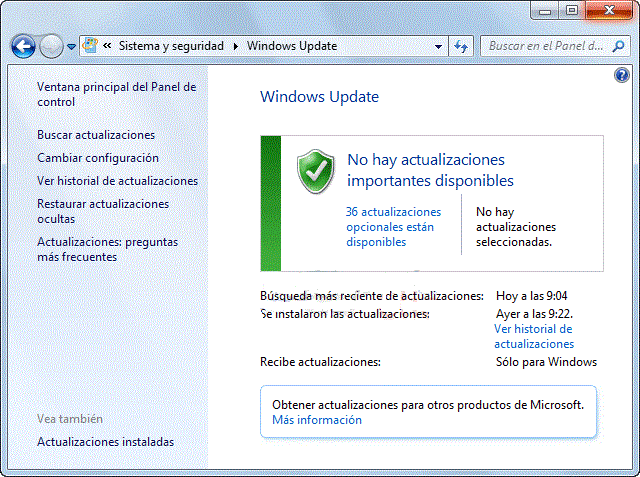 « Sistema y seguridad Windows Update
Buscar en el Panel d...
Ventana principal del Panel de
control
Buscar actualizaciones
Cambiar configuración
Ver historial de actualizaciones
Restaurar actualizaciones
ocultas
Actualizaciones: preguntas
más frecuentes
Vea también
Actualizaciones instaladas
Windows Update
No hay actualizaciones
importantes disponibles
36 actualizaciones
opcionales están
disponibles
No hay
actualizaciones
seleccionadas.
Búsqueda más reciente de actualizaciones: Hoy a las 9:04
Se instalaron las actualizaciones: Ayer a las 9:22.
Ver historial de
actualizaciones
Recibe actualizaciones: Sólo para Windows
Obtener actualizaciones para otros productos de Microsoft.
Más información